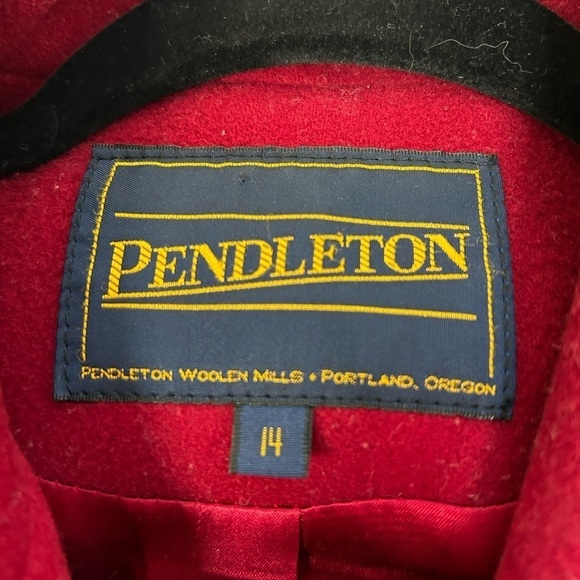 PENDLETON
PENDLETON WOOLEN MILLS • PORTLAND, OREGON
14